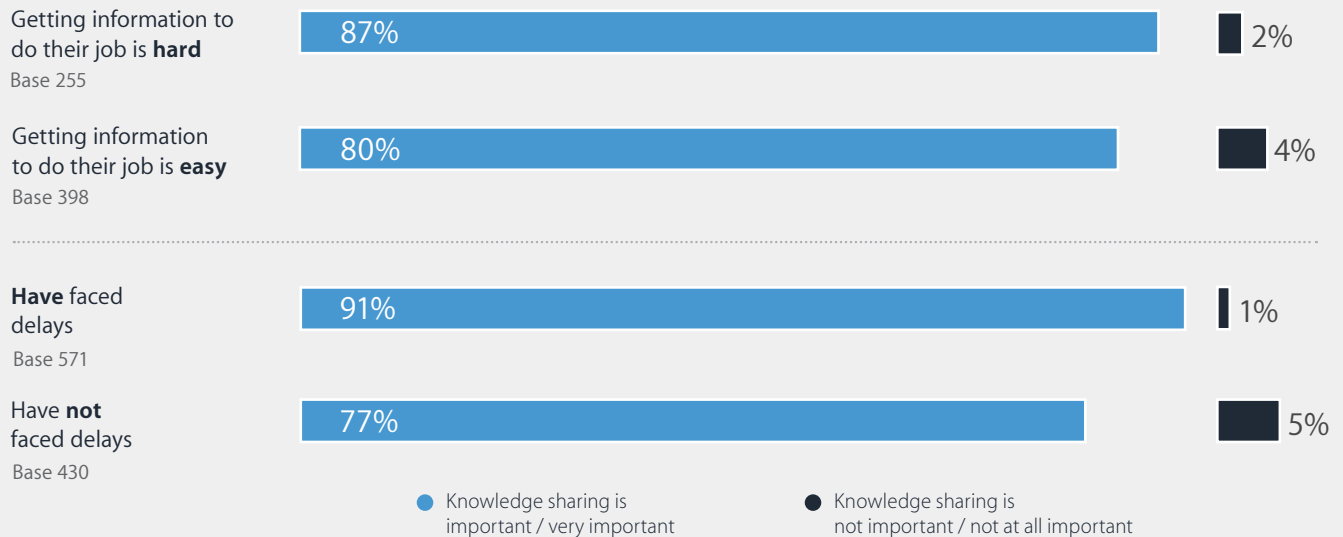 Getting information to
do their job is hard
Base 255
87%
2%
Getting information
to do their job is easy
Base 398
80%
4%
Have faced
delays
Base 571
91%
1%
Have not
faced delays
Base 430
77%
5%
Knowledge sharing is
important / very important
Knowledge sharing is
not important / not at all important